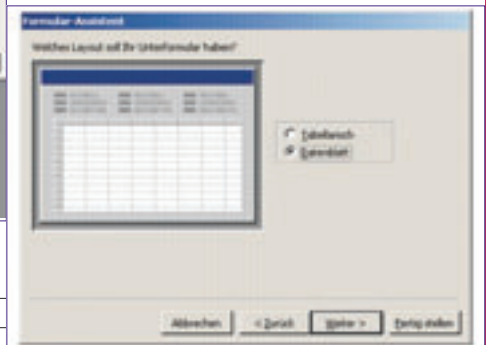 Formular-Assistent
Welches Layout soll Ihr Unterformular haben?
Tabellarisch
Datenblatt
Abbrechen
< Zurück
Weiter >
Fertig stellen